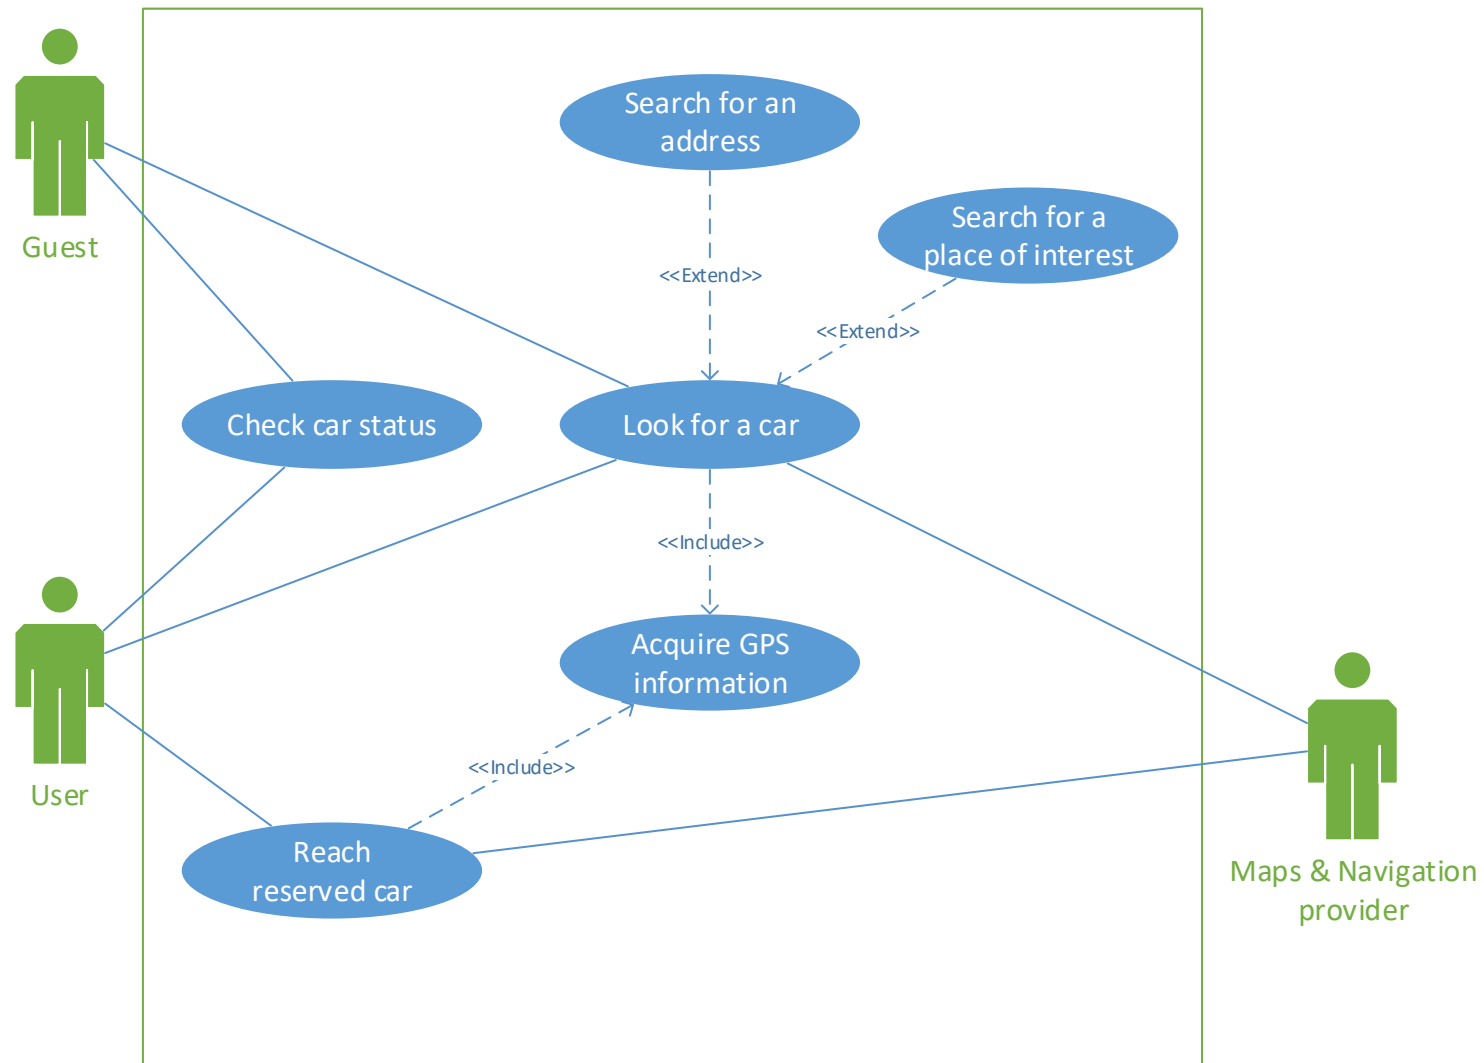 Search for an
address
Search for a
place of interest
Guest
<<Extend>>
<<Extend>>
Check car status
Look for a car
<<Include>>
Acquire GPS
information
<<Include>>
User
Reach
reserved car
Maps & Navigation
provider